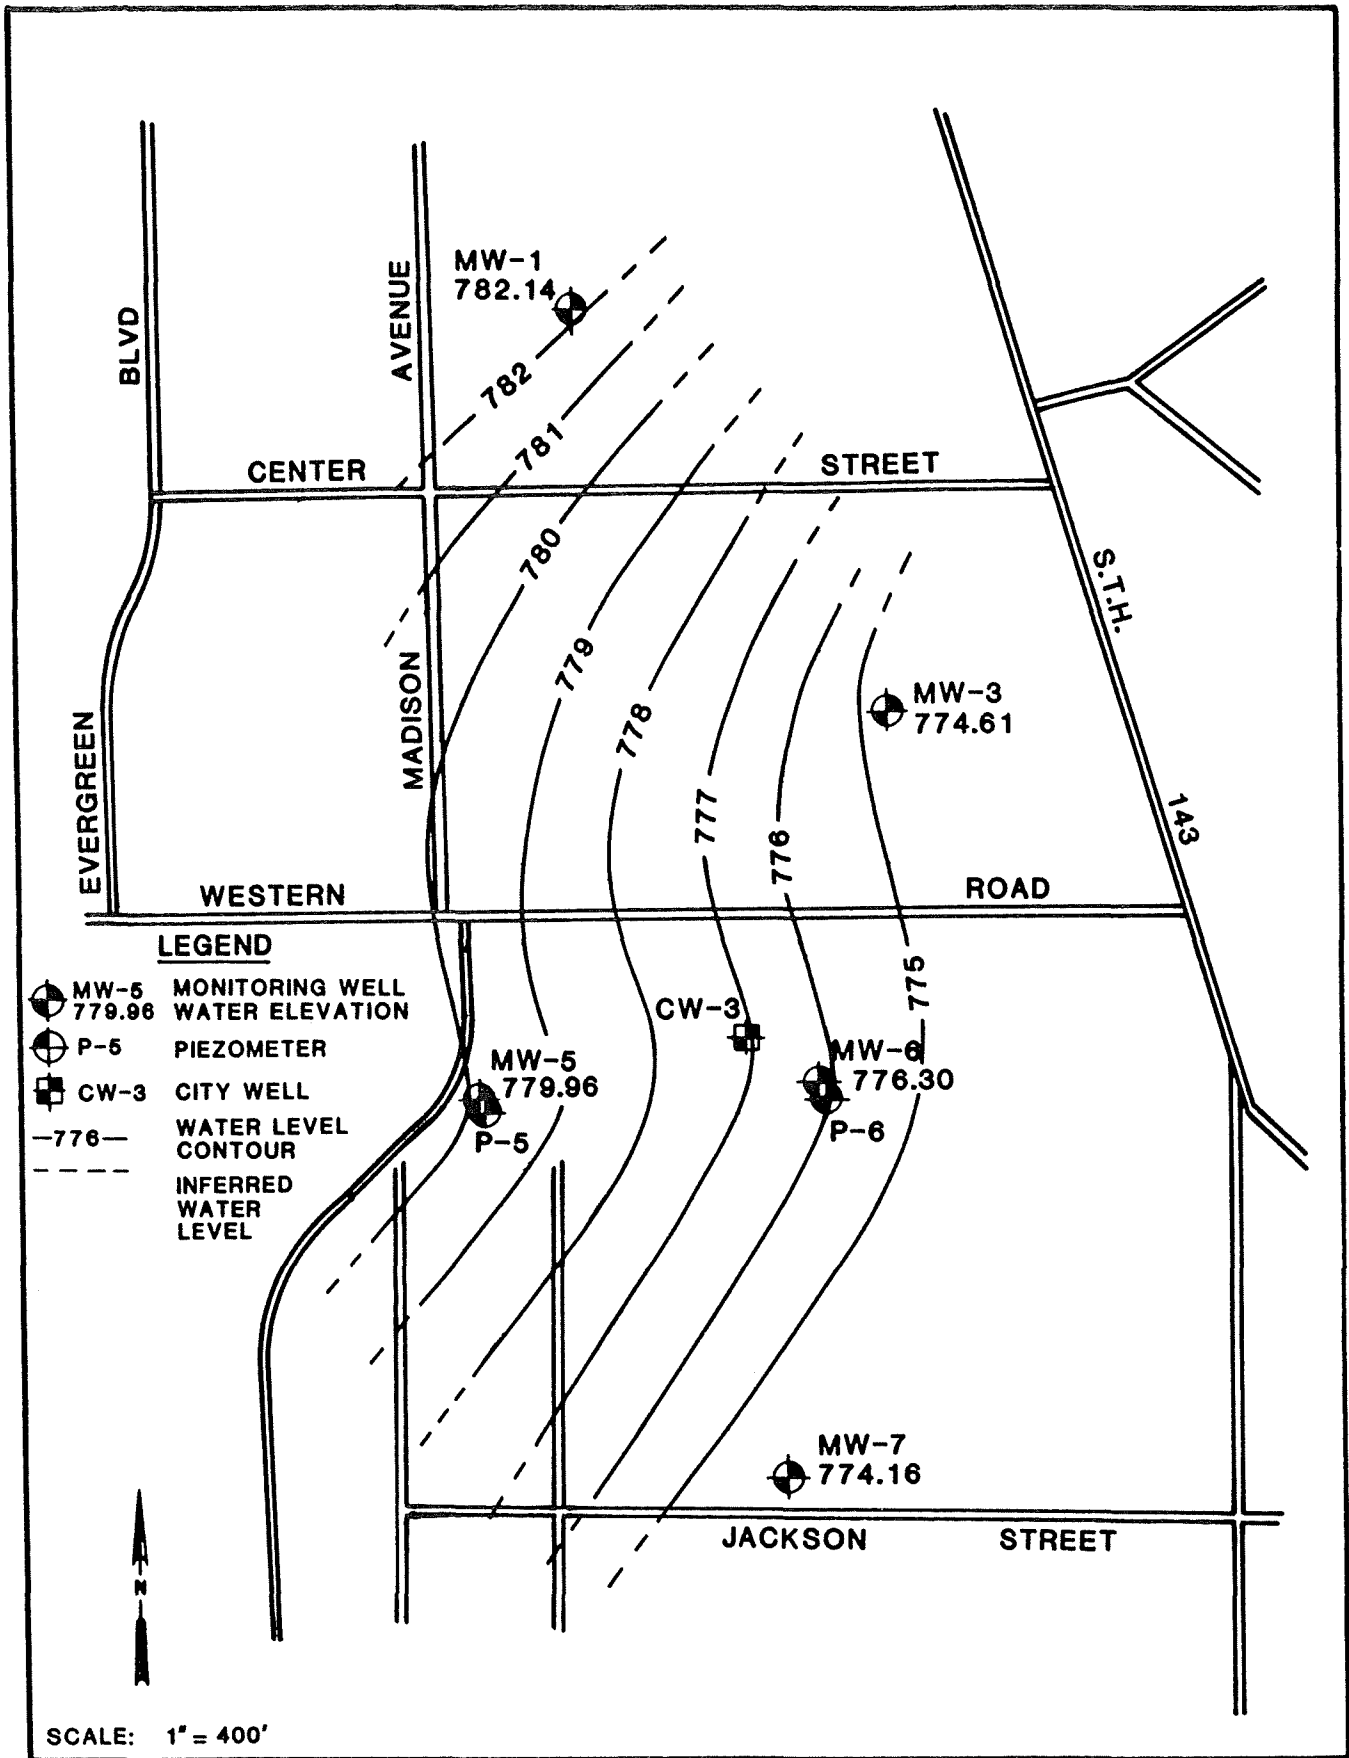 MW-1
782.14
BLVD
AVENUE
782
781
CENTER
STREET
780
S.T.H.
779
MADISON
MW-3
774.61
778
EVERGREEN
777
776
143
WESTERN
ROAD
LEGEND
MW-5 MONITORING WELL
779.96 WATER ELEVATION
P-5 PIEZOMETER
CW-3 CITY WELL
—776— WATER LEVEL
CONTOUR
INFERRED
WATER
LEVEL
775
CW-3
MW-5
779.96
P-5
MW-6
776.30
P-6
MW-7
774.16
JACKSON STREET
N
SCALE: 1" = 400'